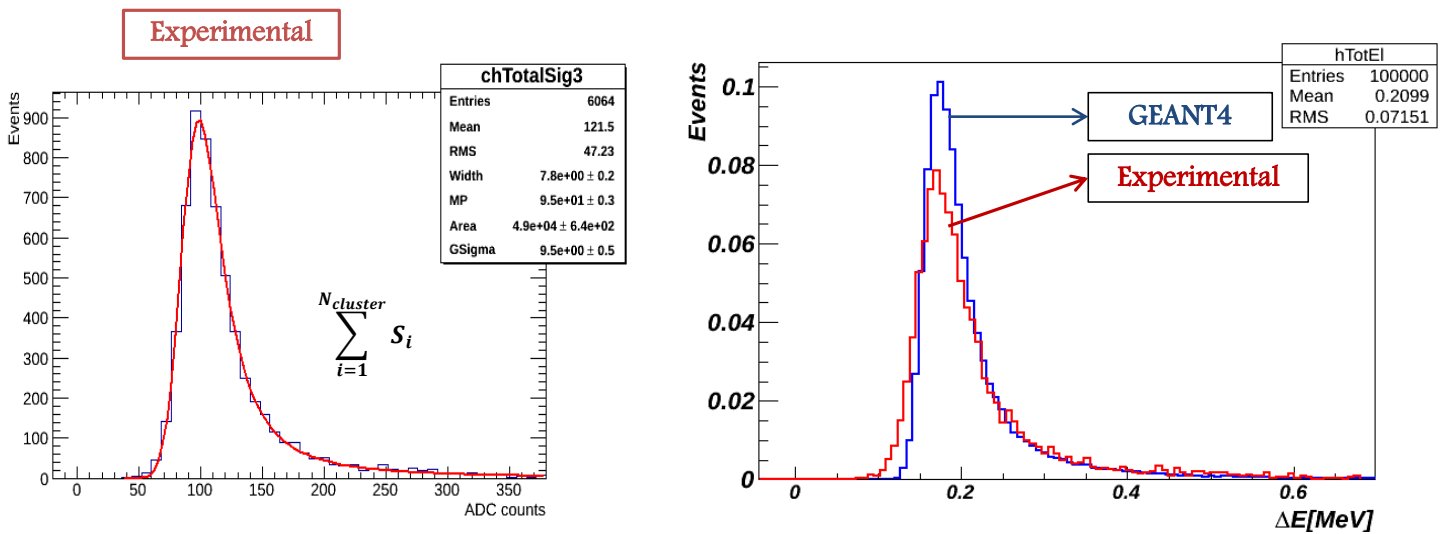 Experimental
chTotalSig3
Entries 6064
Mean 121.5
RMS 47.23
Width 7.8e+00 ± 0.2
MP 9.5e+01 ± 0.3
Area 4.9e+04 ± 6.4e+02
GSigma 9.5e+00 ± 0.5
Events
900
800
700
600
500
400
300
200
100
0
N_cluster
∑ S_i
i=1
0 50 100 150 200 250 300 350
ADC counts
hTotEl
Entries 100000
Mean 0.2099
RMS 0.07151
Events
0.1
0.08
0.06
0.04
0.02
0
GEANT4
Experimental
0 0.2 0.4 0.6
ΔE[MeV]